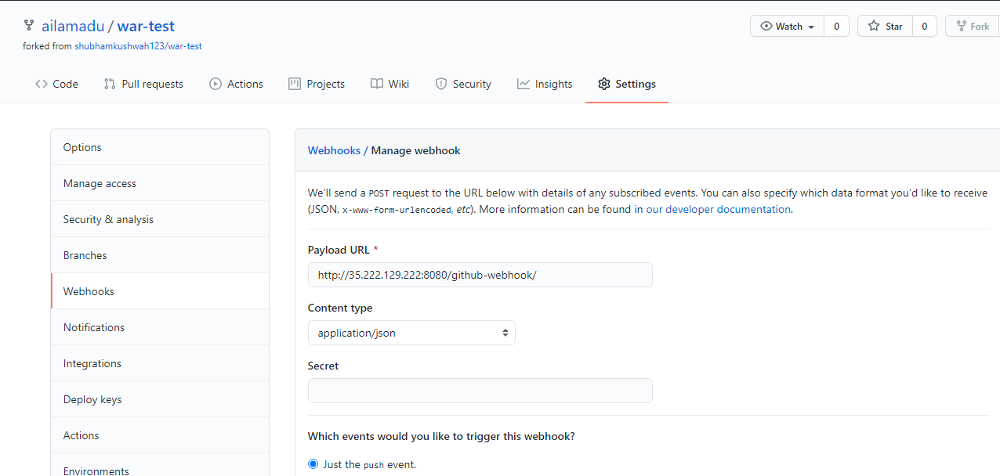 ailamadu / war-test
Watch 0 Star 0 Fork
forked from shubhamkushwah123/war-test
Code Pull requests Actions Projects Wiki Security Insights Settings
Options
Manage access
Security & analysis
Branches
Webhooks
Notifications
Integrations
Deploy keys
Actions
Environments
Webhooks / Manage webhook
We'll send a POST request to the URL below with details of any subscribed events. You can also specify which data format you'd like to receive
(JSON, x-www-form-urlencoded, etc). More information can be found in our developer documentation.
Payload URL *
http://35.222.129.222:8080/github-webhook/
Content type
application/json
Secret
Which events would you like to trigger this webhook?
Just the push event.